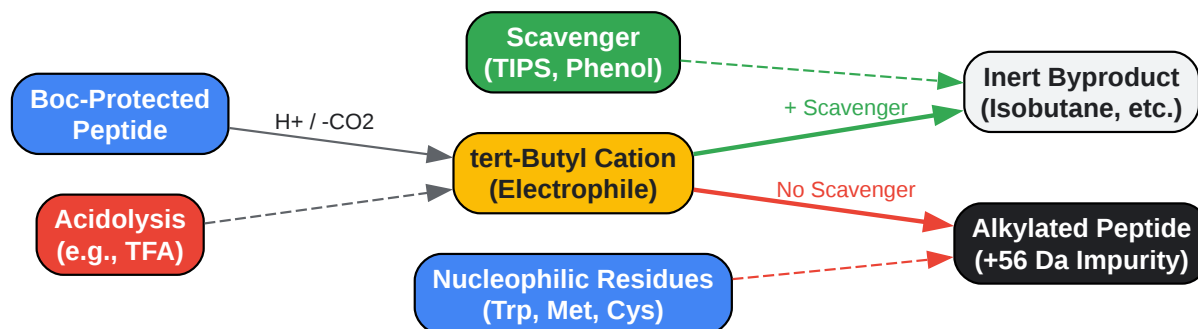 Scavenger
(TIPS, Phenol)
Boc-Protected
Peptide
H+ / -CO2
+ Scavenger
Inert Byproduct
(Isobutane, etc.)
tert-Butyl Cation
(Electrophile)
No Scavenger
Acidolysis
(e.g., TFA)
Alkylated Peptide
(+56 Da Impurity)
Nucleophilic Residues
(Trp, Met, Cys)